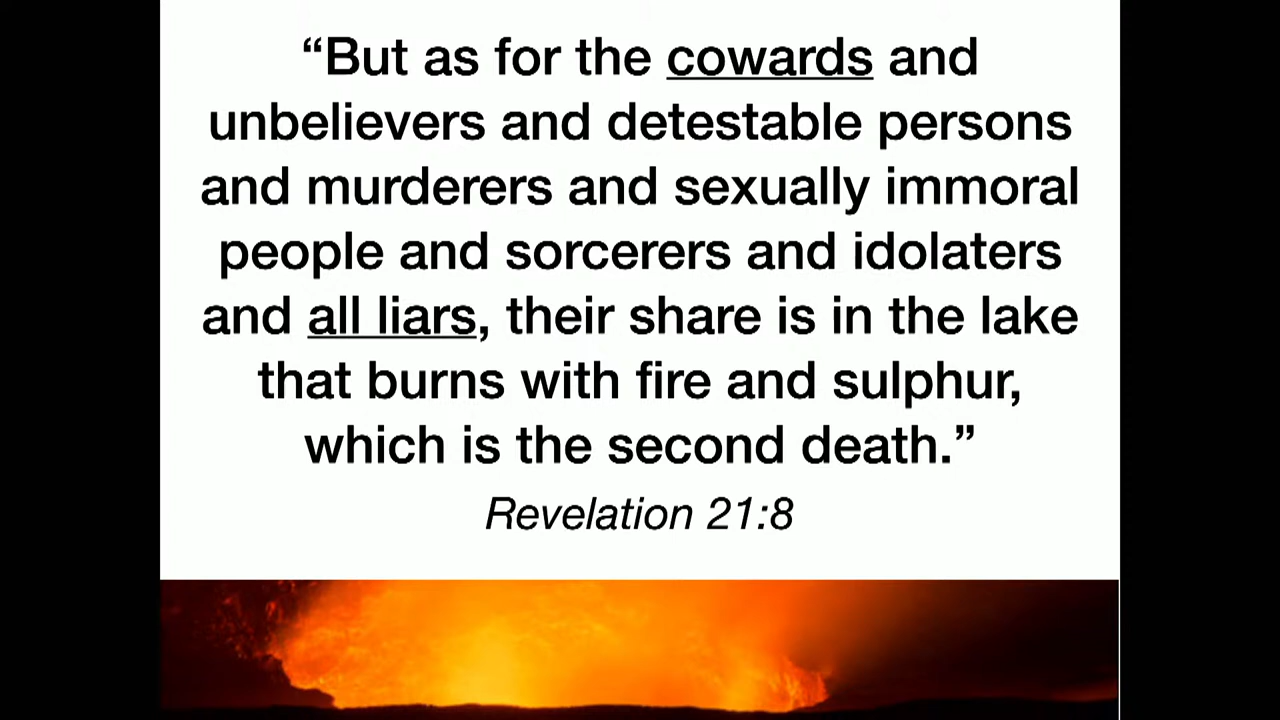 “But as for the cowards and
unbelievers and detestable persons
and murderers and sexually immoral
people and sorcerers and idolaters
and all liars, their share is in the lake
that burns with fire and sulphur,
which is the second death.”
Revelation 21:8